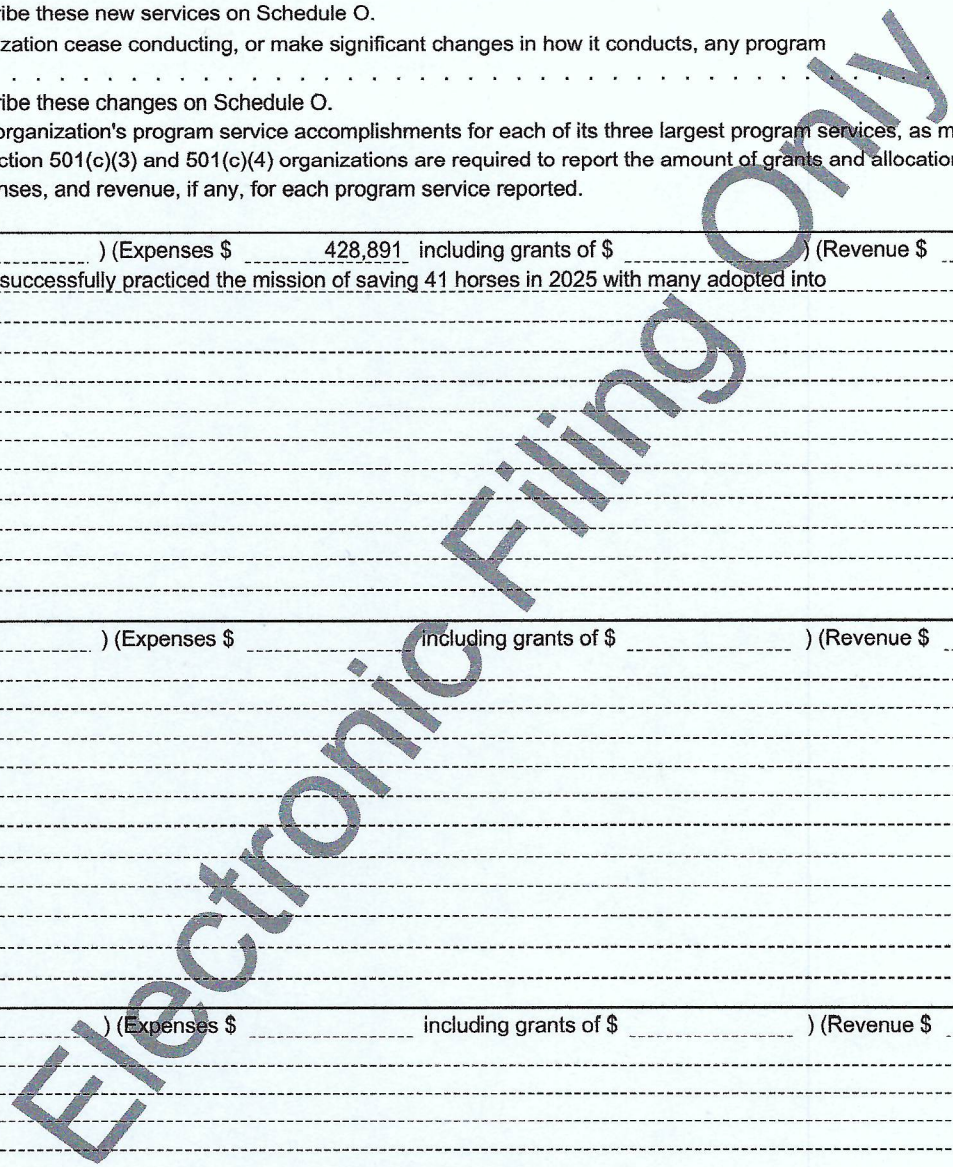 ribe these new services on Schedule O.
zation cease conducting, or make significant changes in how it conducts, any program
. . . . . . . . . . . . . . . . . . . . . . . . . . . . . . . . . . .
ribe these changes on Schedule O.
organization's program service accomplishments for each of its three largest program services, as m
ction 501(c)(3) and 501(c)(4) organizations are required to report the amount of grants and allocation
nses, and revenue, if any, for each program service reported.
) (Expenses $ 428,891 including grants of $ ) (Revenue $
successfully practiced the mission of saving 41 horses in 2025 with many adopted into
) (Expenses $ including grants of $ ) (Revenue $
) (Expenses $ including grants of $ ) (Revenue $
Electronic Filing Only